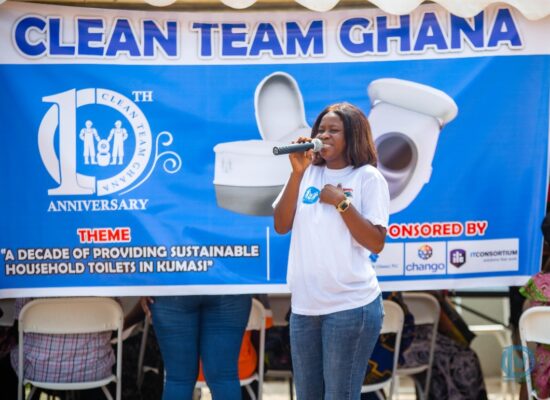 CLEAN TEAM GHANA
10TH
CLEAN TEAM GHANA
ANNIVERSARY
THEME
"A DECADE OF PROVIDING SUSTAINABLE
HOUSEHOLD TOILETS IN KUMASI"
SPONSORED BY
chango
ITCONSORTIUM